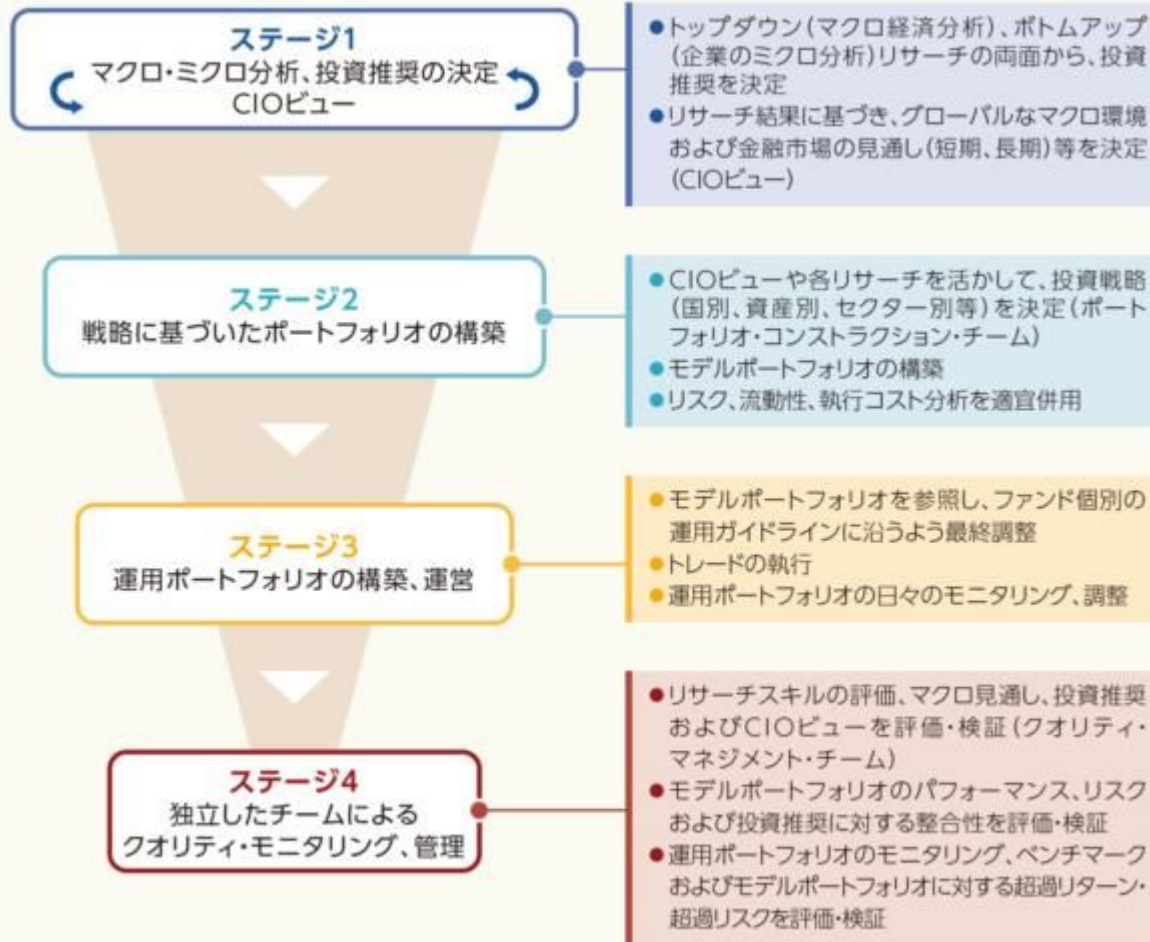 ステージ1
マクロ・ミクロ分析、投資推奨の決定
CIOビュー
●トップダウン(マクロ経済分析)、ボトムアップ
(企業のミクロ分析)リサーチの両面から、投資
推奨を決定
●リサーチ結果に基づき、グローバルなマクロ環境
および金融市場の見通し(短期、長期)等を決定
(CIOビュー)
ステージ2
戦略に基づいたポートフォリオの構築
●CIOビューや各リサーチを活かして、投資戦略
(国別、資産別、セクター別等)を決定(ポート
フォリオ・コンストラクション・チーム)
●モデルポートフォリオの構築
●リスク、流動性、執行コスト分析を適宜併用
ステージ3
運用ポートフォリオの構築、運営
●モデルポートフォリオを参照し、ファンド個別の
運用ガイドラインに沿うよう最終調整
●トレードの執行
●運用ポートフォリオの日々のモニタリング、調整
ステージ4
独立したチームによる
クオリティ・モニタリング、管理
●リサーチスキルの評価、マクロ見通し、投資推奨
およびCIOビューを評価・検証(クオリティ・
マネジメント・チーム)
●モデルポートフォリオのパフォーマンス、リスク
および投資推奨に対する整合性を評価・検証
●運用ポートフォリオのモニタリング、ベンチマーク
およびモデルポートフォリオに対する超過リターン・
超過リスクを評価・検証